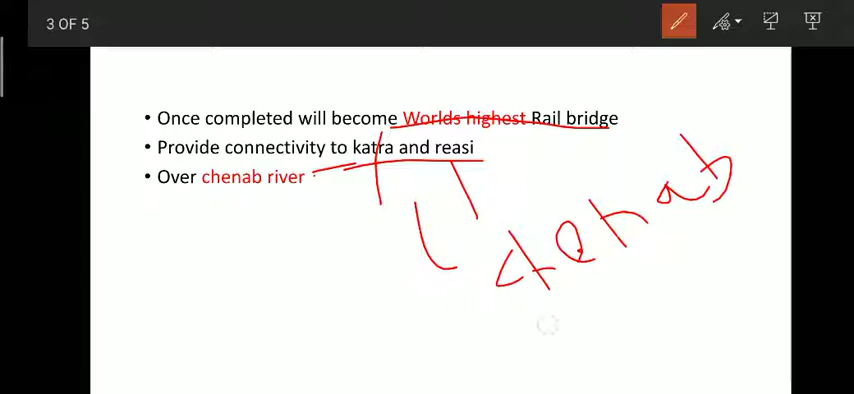 3 OF 5
• Once completed will become Worlds highest Rail bridge
• Provide connectivity to katra and reasi
• Over chenab river
chenab